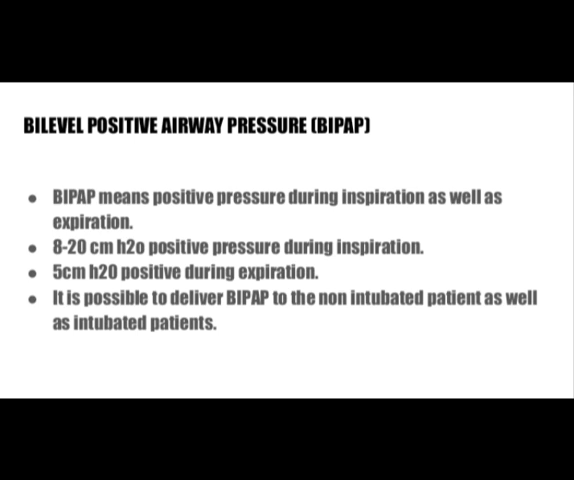 BILEVEL POSITIVE AIRWAY PRESSURE (BIPAP)
● BIPAP means positive pressure during inspiration as well as
expiration.
● 8-20 cm h2o positive pressure during inspiration.
● 5cm h20 positive during expiration.
● It is possible to deliver BIPAP to the non intubated patient as well
as intubated patients.